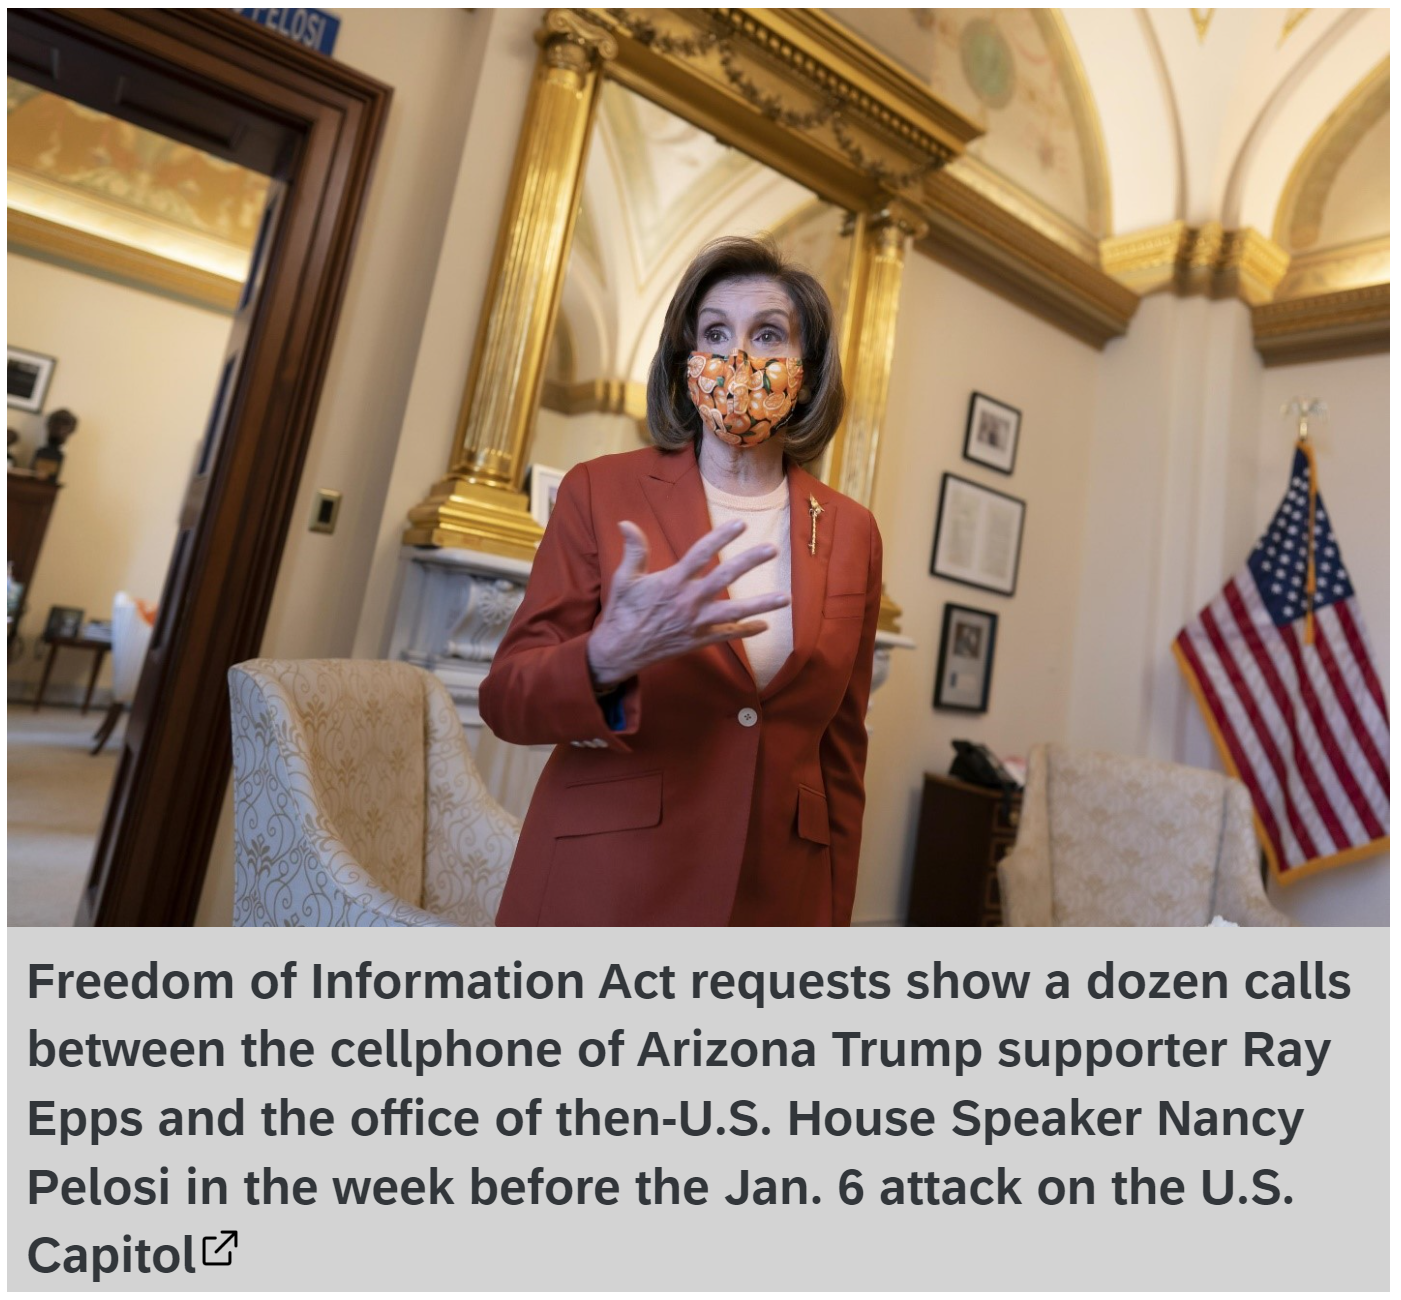 PELOSI
Freedom of Information Act requests show a dozen calls
between the cellphone of Arizona Trump supporter Ray
Epps and the office of then-U.S. House Speaker Nancy
Pelosi in the week before the Jan. 6 attack on the U.S.
Capitol